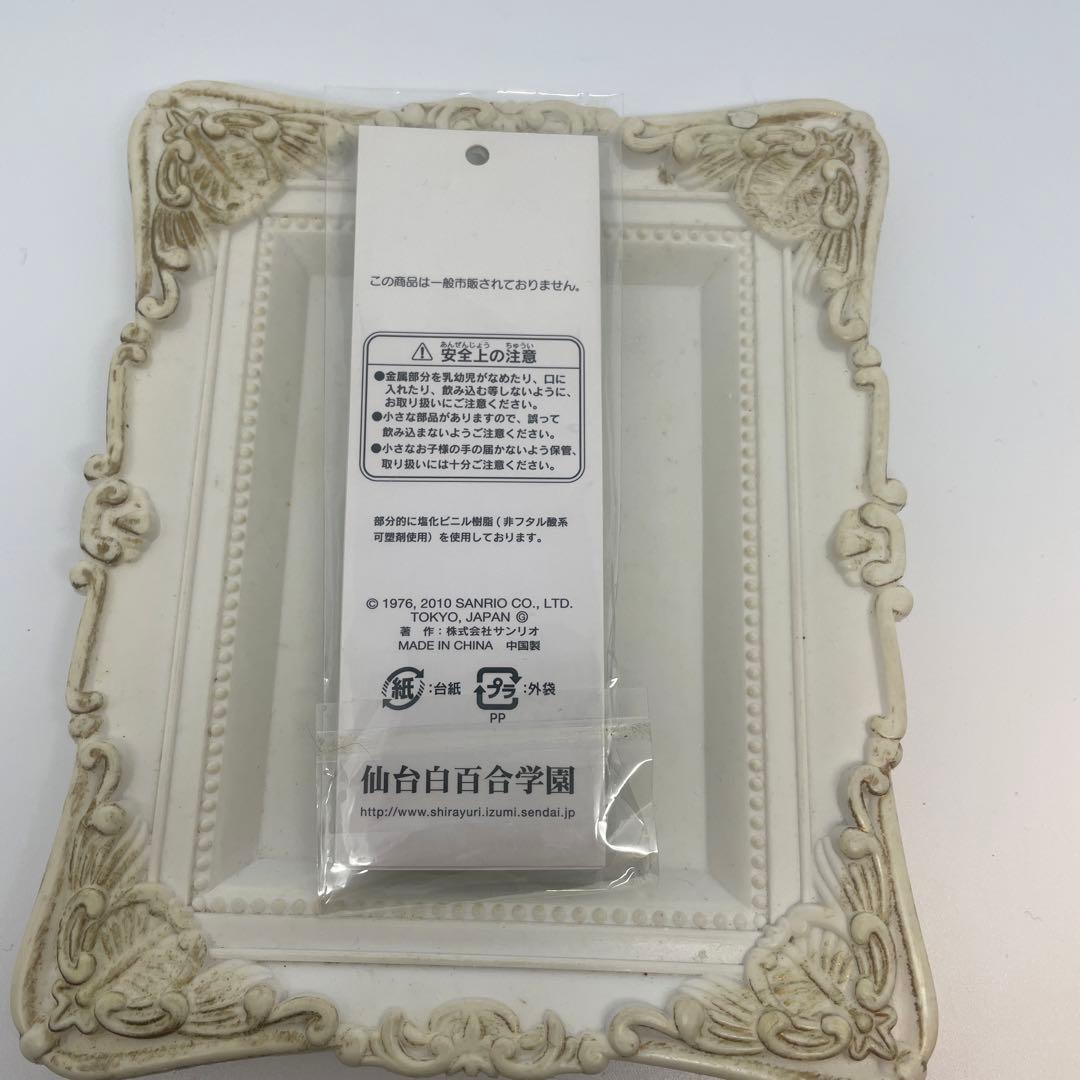 この商品は一般市販されておりません。
あんぜんじょう ちゅうい
安全上の注意
●金属部分を乳幼児がなめたり、口に
入れたり、飲み込む等しないように、
お取り扱いにご注意ください。
●小さな部品がありますので、誤って
飲み込まないようご注意ください。
●小さなお子様の手の届かないよう保管、
取り扱いには十分ご注意ください。
部分的に塩化ビニル樹脂(非フタル酸系
可塑剤使用)を使用しております。
© 1976, 2010 SANRIO CO., LTD.
TOKYO, JAPAN Ⓖ
著 作:株式会社サンリオ
MADE IN CHINA 中国製
紙:台紙 プラ:外袋
PP
仙台白百合学園
http://www.shirayuri.izumi.sendai.jp